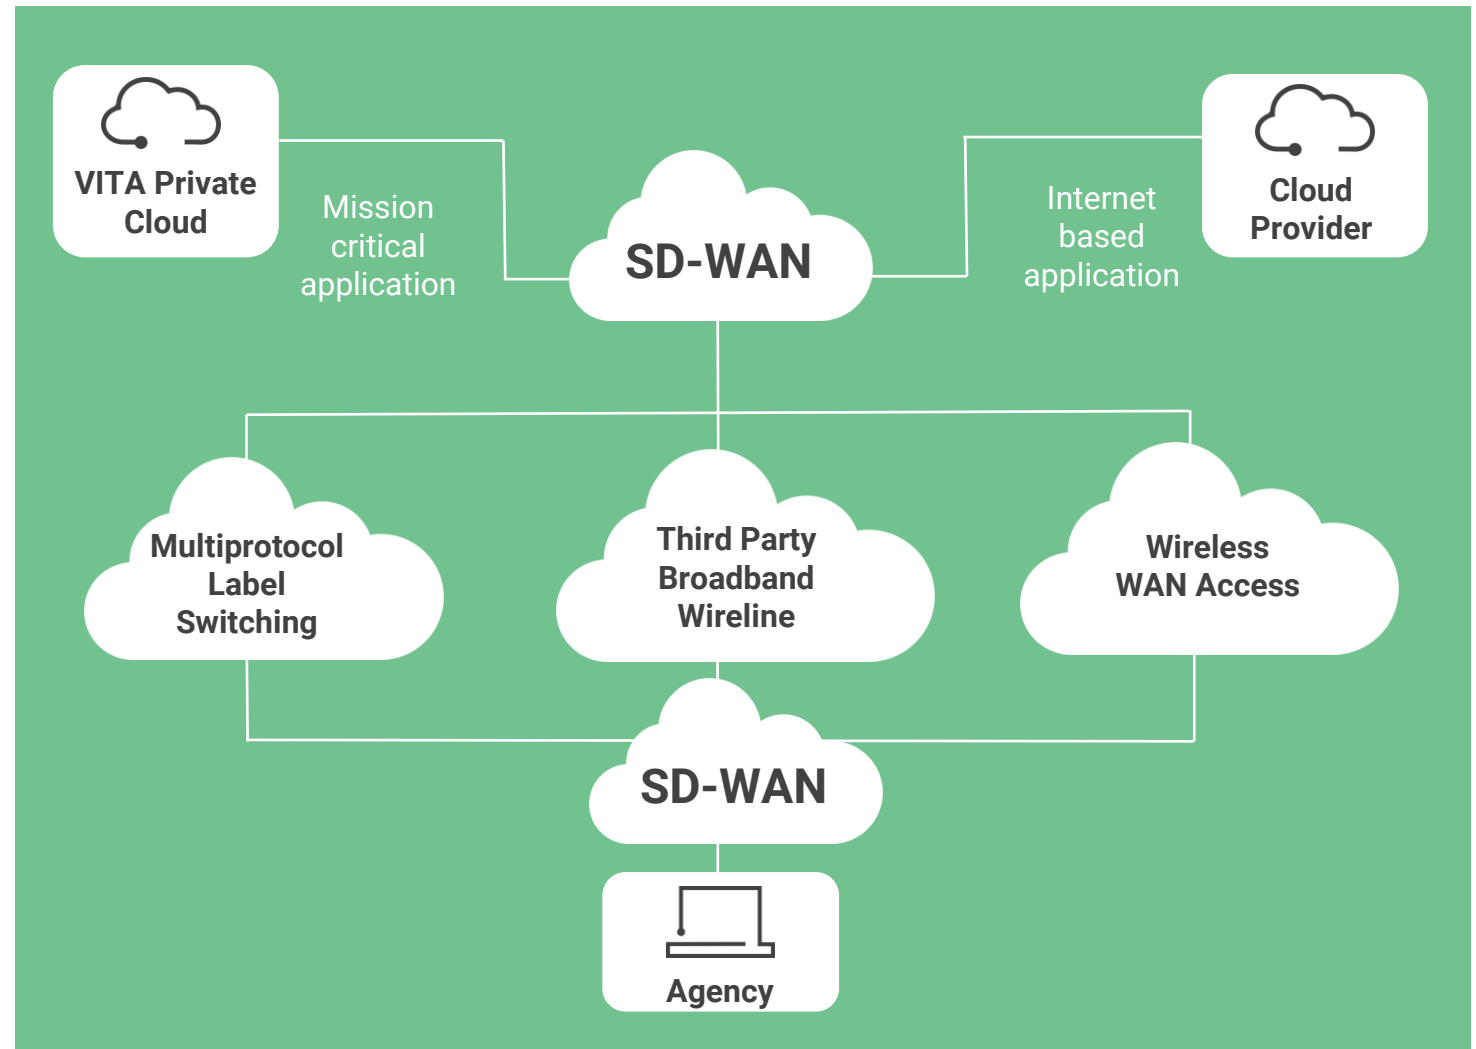 VITA Private
Cloud
Mission
critical
application
SD-WAN
Internet
based
application
Cloud
Provider
Multiprotocol
Label
Switching
Third Party
Broadband
Wireline
Wireless
WAN Access
SD-WAN
Agency